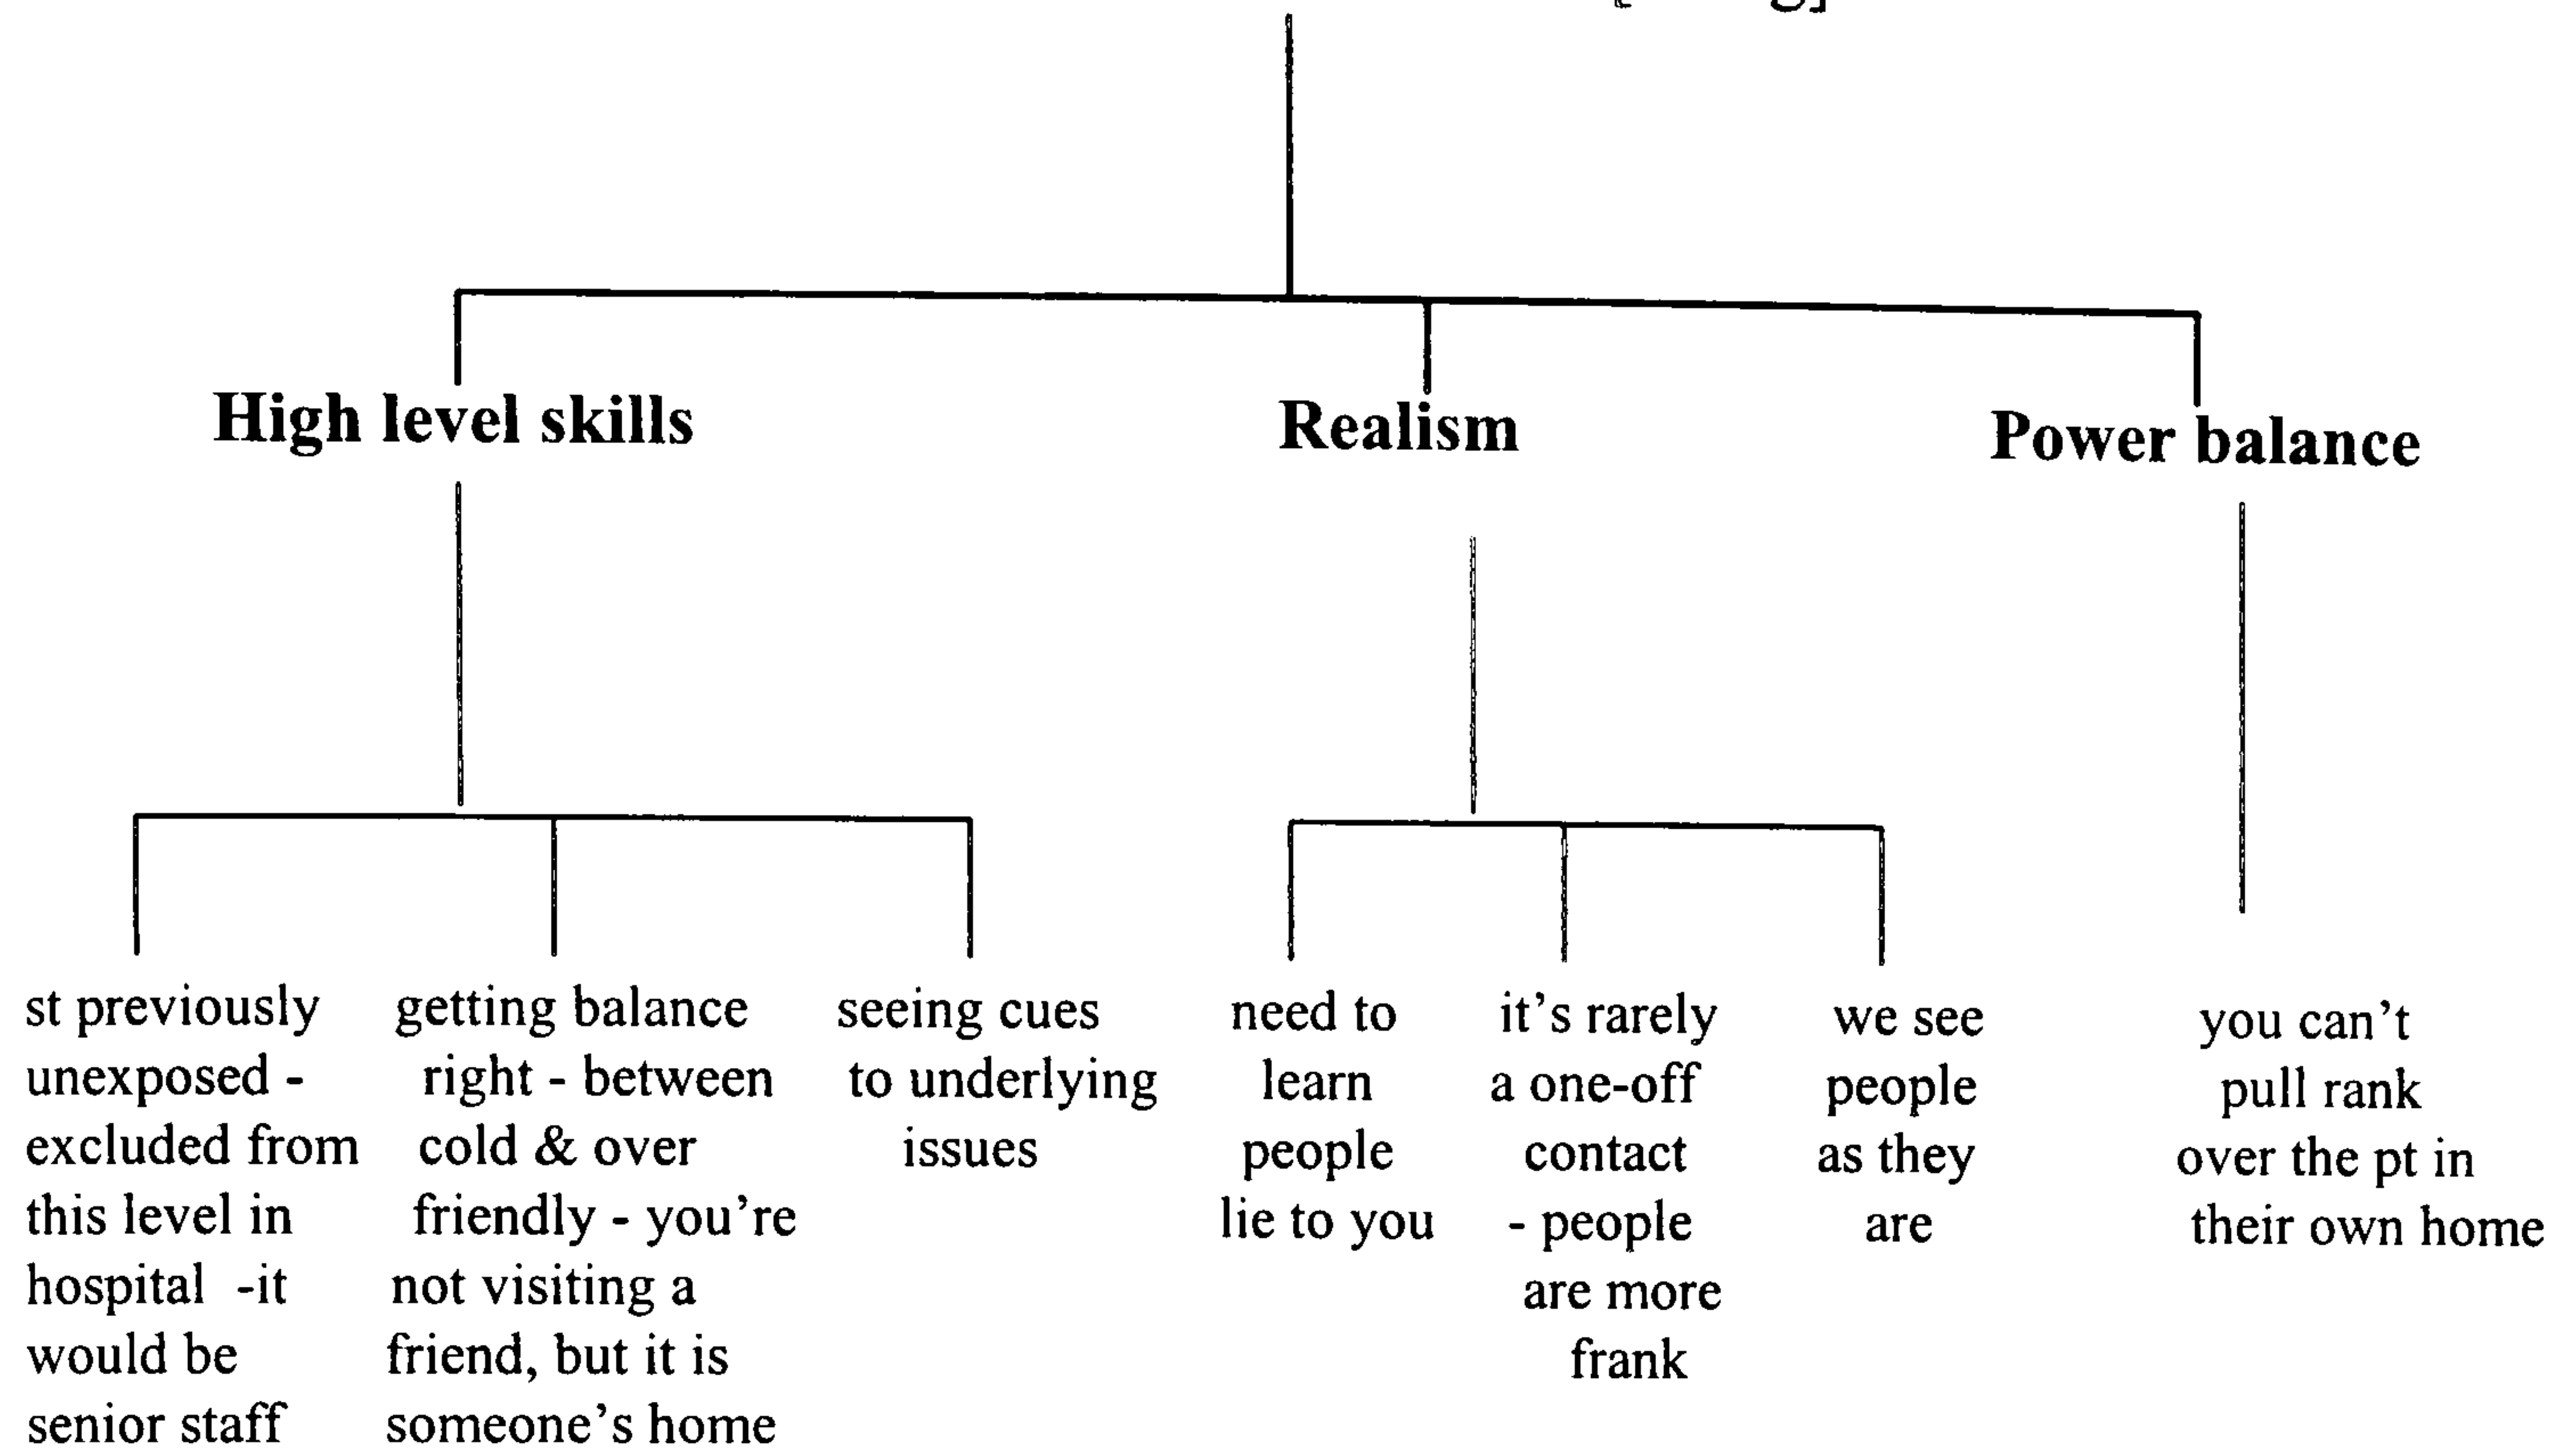 High level skills
Realism
Power balance
st previously
unexposed -
excluded from
this level in
hospital -it
would be
senior staff
getting balance
right - between
cold & over
friendly - you're
not visiting a
friend, but it is
someone's home
seeing cues
to underlying
issues
need to
learn
people
lie to you
it's rarely
a one-off
contact
- people
are more
frank
we see
people
as they
are
you can't
pull rank
over the pt in
their own home